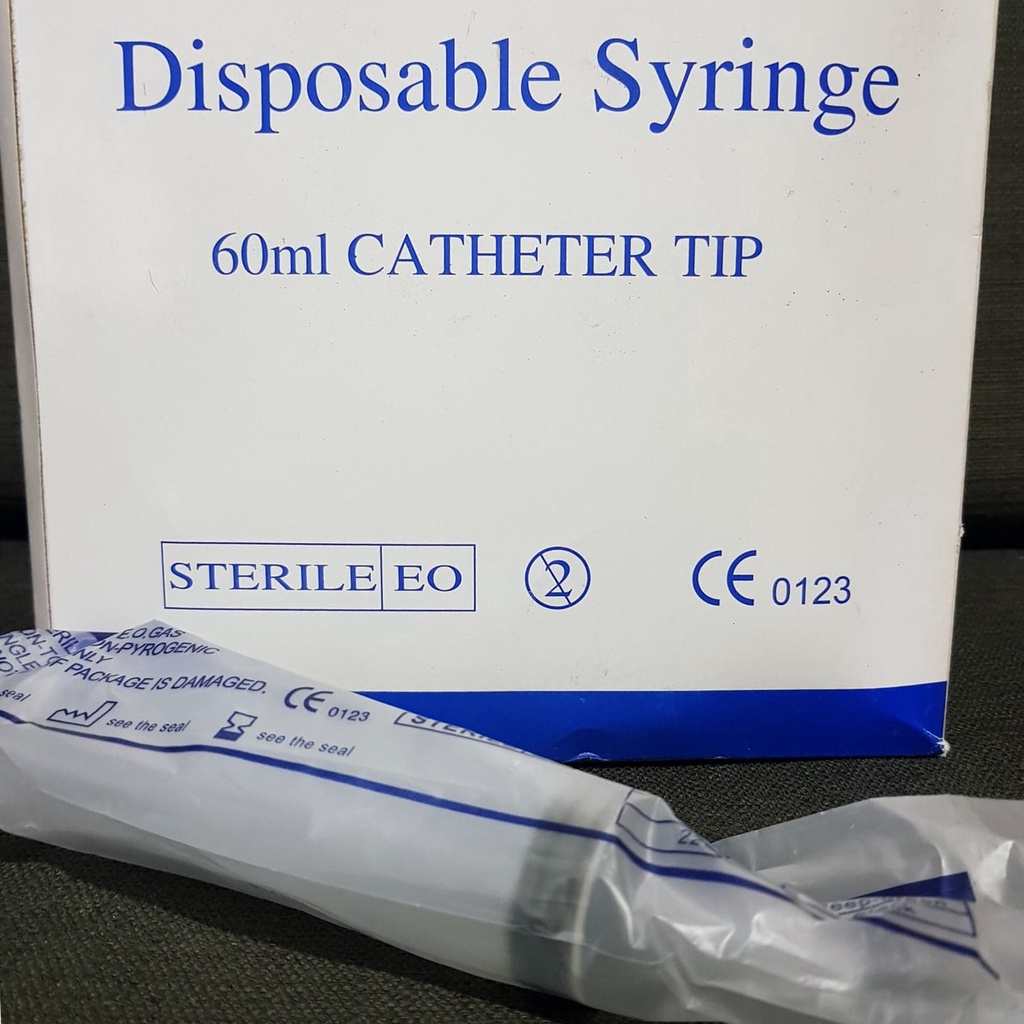 Disposable Syringe
60ml CATHETER TIP
STERILE EO
2
CE 0123
E.O.GAS
N-PYROGENIC
F PACKAGE IS DAMAGED.
CE 0123
seal
see the seal
see the seal